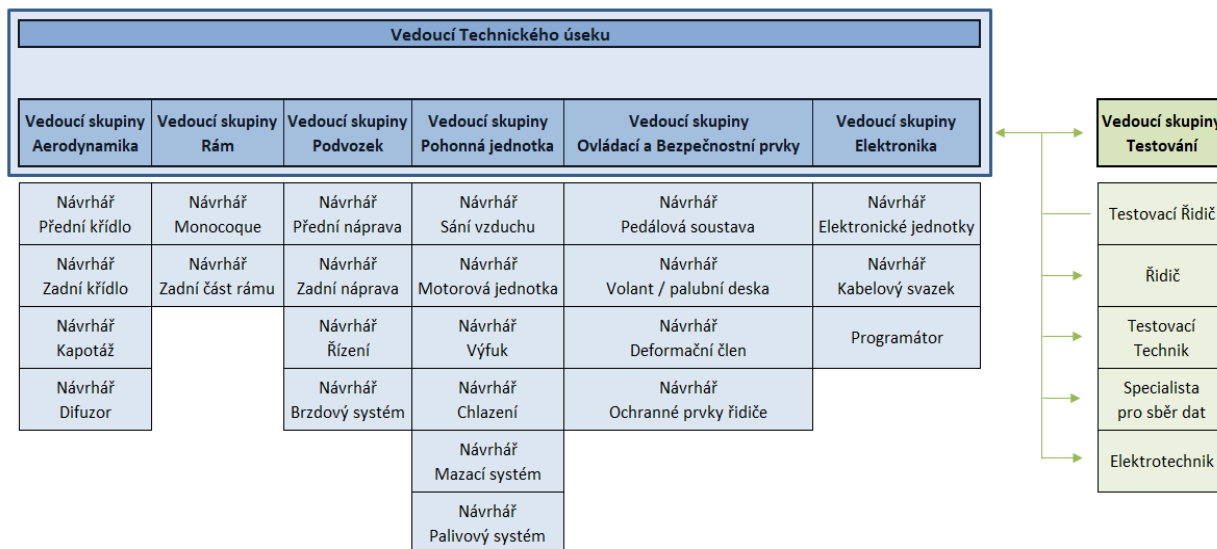 Vedoucí Technického úseku
Vedoucí skupiny
Aerodynamika
Vedoucí skupiny
Rám
Vedoucí skupiny
Podvozek
Vedoucí skupiny
Pohonná jednotka
Vedoucí skupiny
Ovládací a Bezpečnostní prvky
Vedoucí skupiny
Elektronika
Vedoucí skupiny
Testování
Návrhář
Přední křídlo
Návrhář
Monocoque
Návrhář
Přední náprava
Návrhář
Sání vzduchu
Návrhář
Pedálová soustava
Návrhář
Elektronické jednotky
Testovací Řidič
Návrhář
Zadní křídlo
Návrhář
Zadní část rámu
Návrhář
Zadní náprava
Návrhář
Motorová jednotka
Návrhář
Volant / palubní deska
Návrhář
Kabelový svazek
Řidič
Návrhář
Kapotáž
Návrhář
Řízení
Návrhář
Výfuk
Návrhář
Deformační člen
Programátor
Testovací
Technik
Návrhář
Difuzor
Návrhář
Brzdový systém
Návrhář
Chlazení
Návrhář
Ochranné prvky řidiče
Specialista
pro sběr dat
Návrhář
Mazací systém
Elektrotechnik
Návrhář
Palivový systém